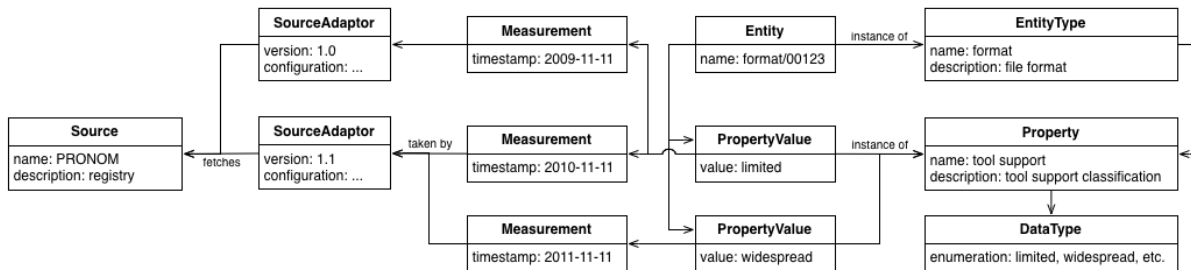 SourceAdaptor
version: 1.0
configuration: ...
Measurement
timestamp: 2009-11-11
Entity
name: format/00123
instance of
EntityType
name: format
description: file format
Source
name: PRONOM
description: registry
fetches
SourceAdaptor
version: 1.1
configuration: ...
taken by
Measurement
timestamp: 2010-11-11
PropertyValue
value: limited
instance of
Property
name: tool support
description: tool support classification
Measurement
timestamp: 2011-11-11
PropertyValue
value: widespread
DataType
enumeration: limited, widespread, etc.